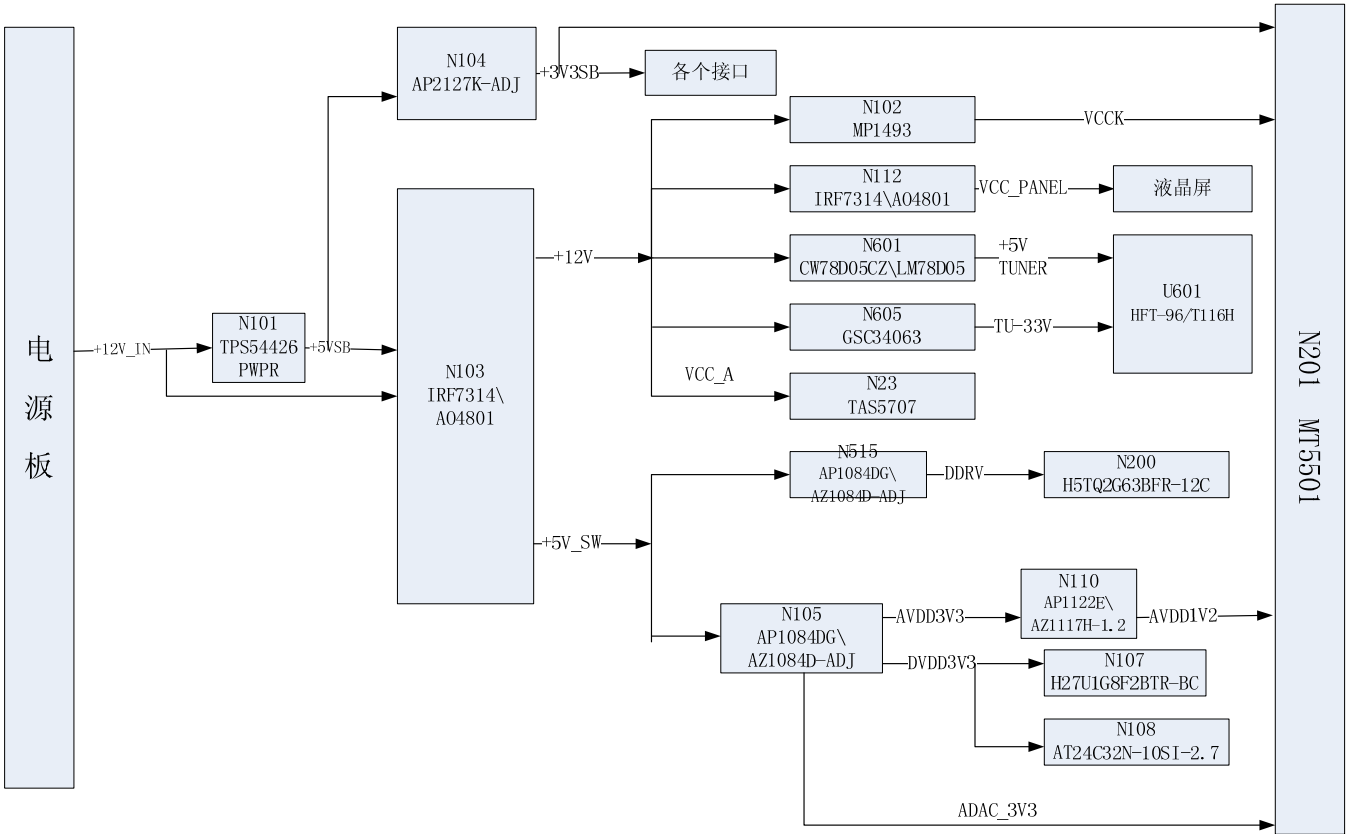 电
源
板
+12V_IN
N101
TPS54426
PWPR
+5VSB
N104
AP2127K-ADJ
+3V3SB
各个接口
N103
IRF7314\
AO4801
+12V
+5V_SW
N102
MP1493
VCCK
N112
IRF7314\AO4801
VCC_PANEL
液晶屏
N601
CW78D05CZ\LM78D05
+5V
TUNER
N605
GSC34063
TU-33V
U601
HFT-96/T116H
VCC_A
N23
TAS5707
N515
AP1084DG\
AZ1084D-ADJ
DDRV
N200
H5TQ2G63BFR-12C
N105
AP1084DG\
AZ1084D-ADJ
AVDD3V3
N110
AP1122E\
AZ1117H-1.2
AVDD1V2
DVDD3V3
N107
H27U1G8F2BTR-BC
N108
AT24C32N-10SI-2.7
ADAC_3V3
N201 MT5501